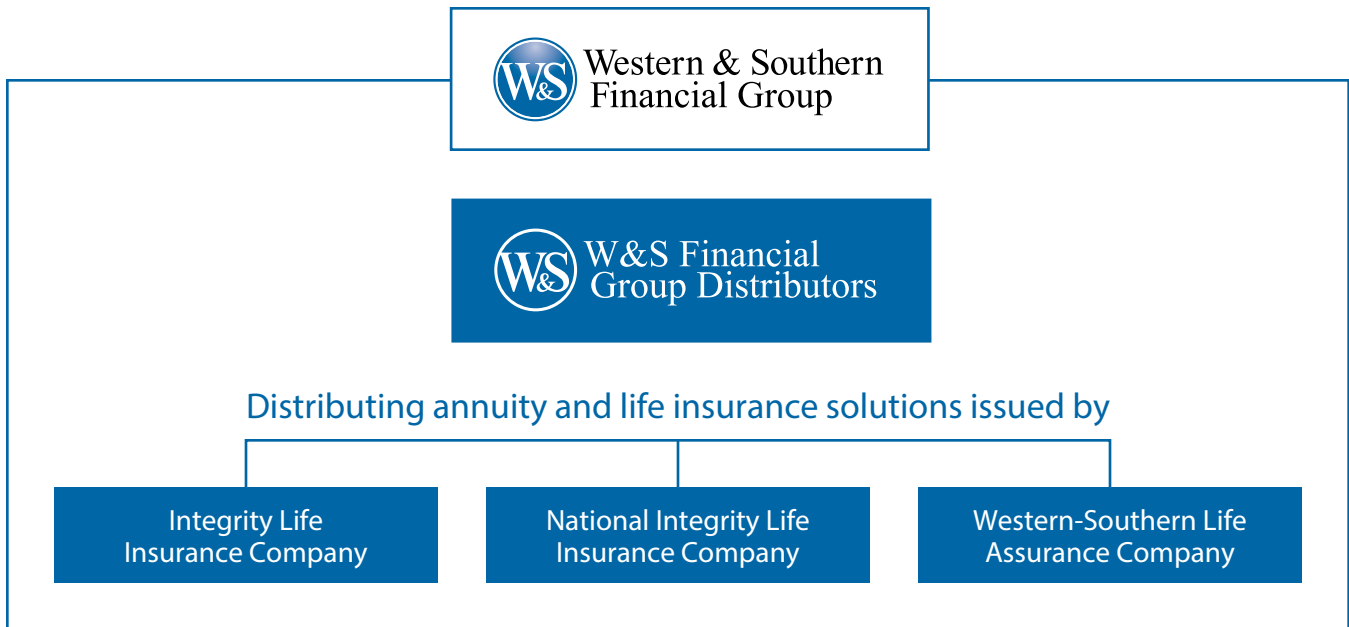 W&S
Western & Southern
Financial Group
W&S
W&S Financial
Group Distributors
Distributing annuity and life insurance solutions issued by
Integrity Life
Insurance Company
National Integrity Life
Insurance Company
Western-Southern Life
Assurance Company